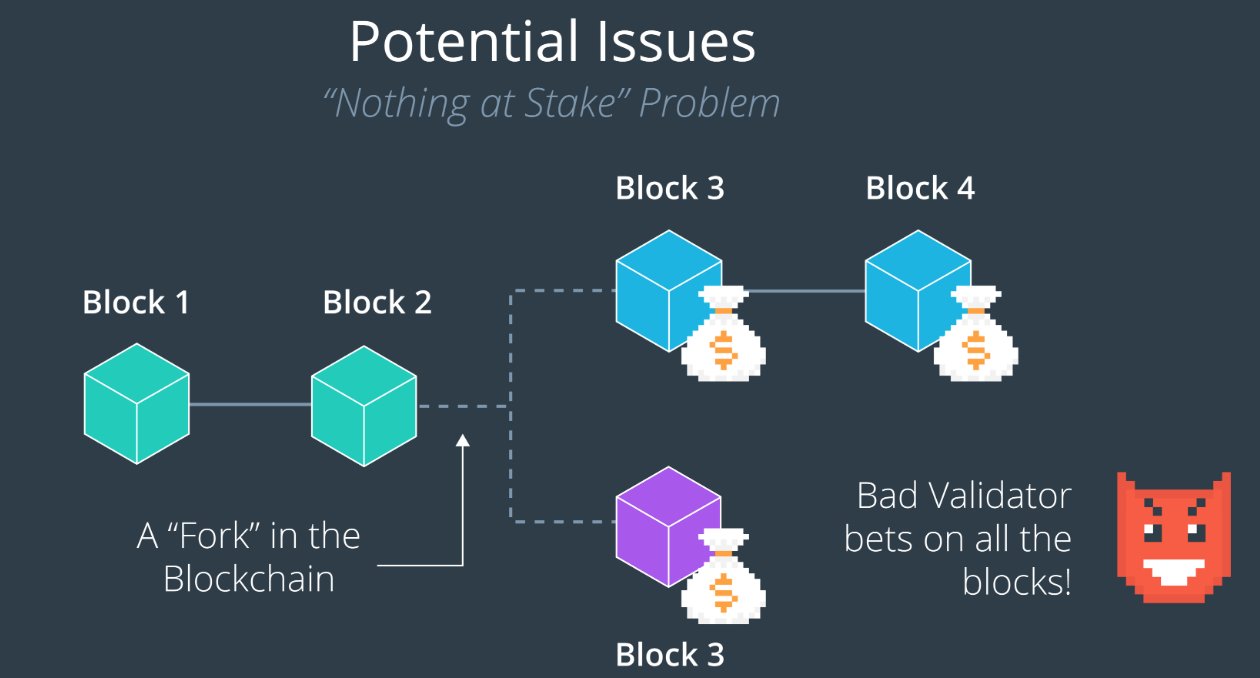 Potential Issues
“Nothing at Stake” Problem
Block 3
Block 4
Block 1
Block 2
A “Fork” in the
Blockchain
Bad Validator
bets on all the
blocks!
Block 3
$
$
$